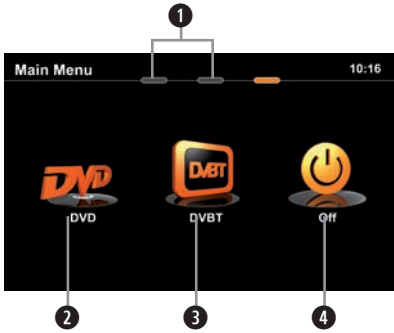 1
Main Menu 10:16
DVD DVBT
DVD DVBT Off
2 3 4